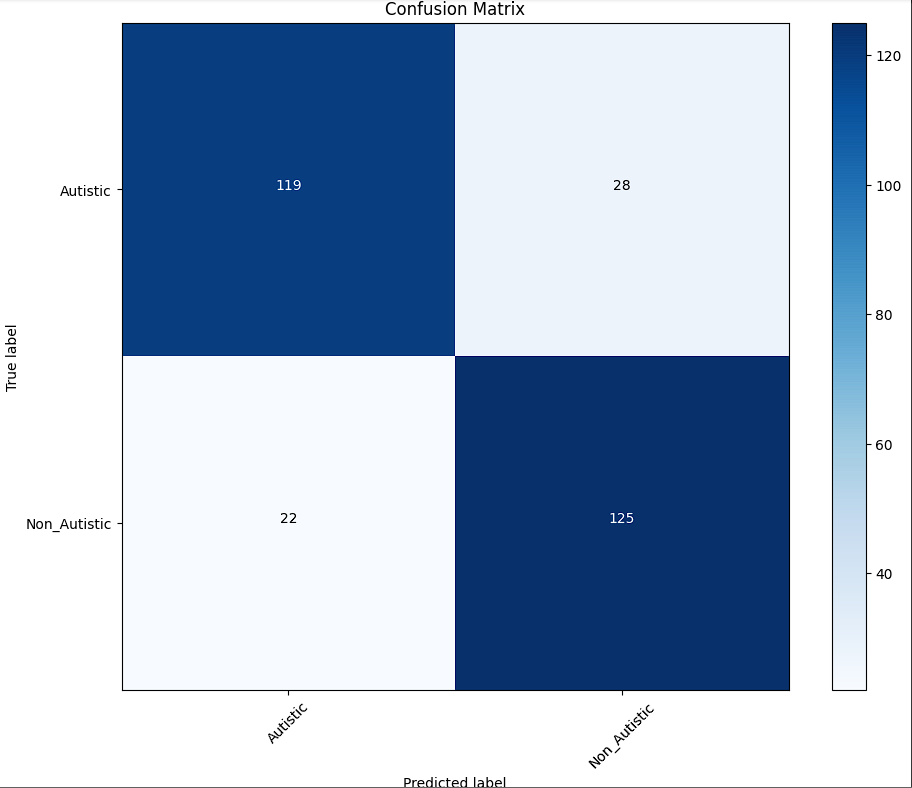 Confusion Matrix
120
100
80
60
40
True label
Autistic
119
28
Non_Autistic
22
125
Autistic
Non_Autistic
Predicted label